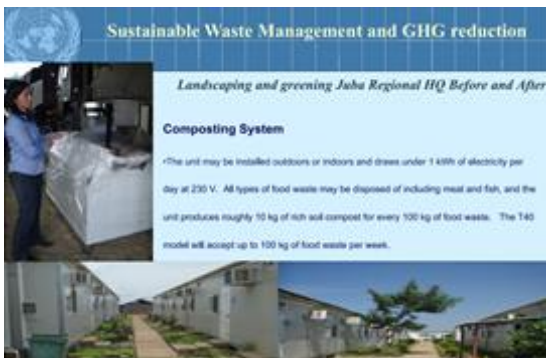 Sustainable Waste Management and GHG reduction
Landscaping and greening Juba Regional HQ Before and After
Composting System
•The unit may be installed outdoors or indoors and draws under 1 kWh of electricity per
day at 230 V. All types of food waste may be disposed of including meat and fish, and the
unit produces roughly 10 kg of rich soil compost for every 100 kg of food waste. The T40
model will accept up to 100 kg of food waste per week.